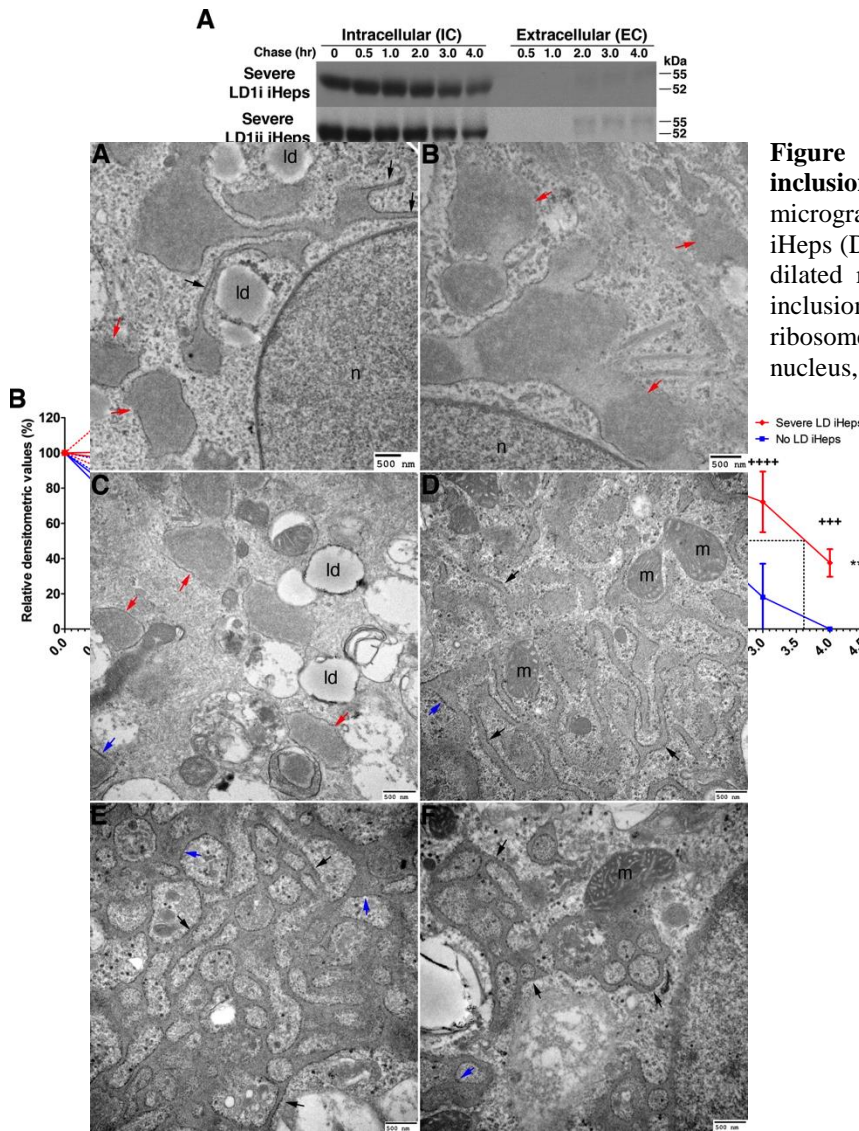 A
Intracellular (IC) Extracellular (EC)
Chase (hr) 0 0.5 1.0 2.0 3.0 4.0 0.5 1.0 2.0 3.0 4.0 kDa
Severe
LD1i iHeps
55
52
Severe
LD1ii iHeps
55
52
A
ld
ld
n
500 nm
B
n
500 nm
Figure
inclusion
microgra
iHeps (D
dilated
inclusion
ribosome
nucleus,
B
Relative densitometric values (%)
120
100
80
60
40
20
0
0.0
Severe LD iHeps
No LD iHeps
++++
+++
**
3.0 3.5 4.0 4.5
C
ld
ld
500 nm
D
m
m
m
500 nm
E
500 nm
F
m
500 nm